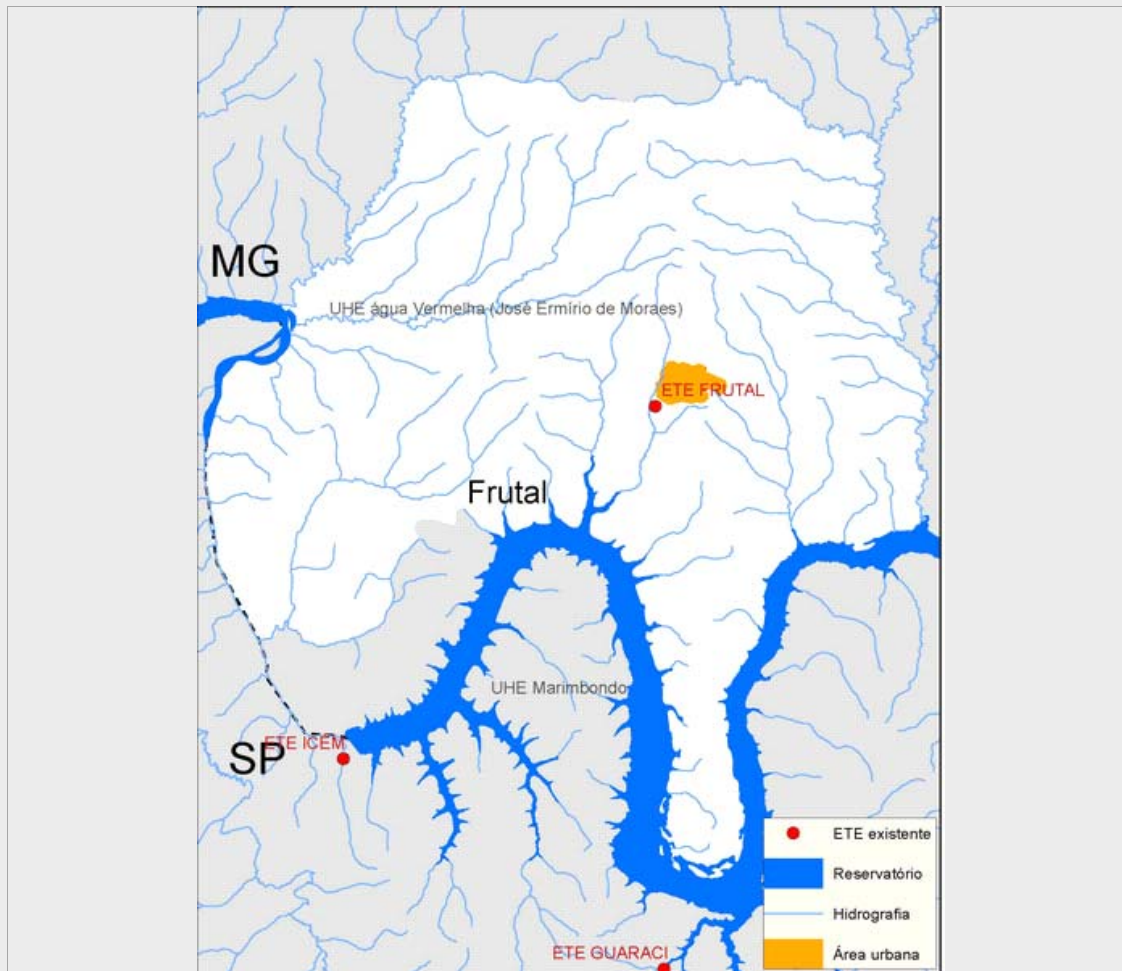 MG
UHE água Vermelha (José Ermírio de Moraes)
ETE FRUTAL
Frutal
UHE Marimbondo
ETE ICÉM
SP
ETE GUARACI
ETE existente
Reservatório
Hidrografia
Área urbana